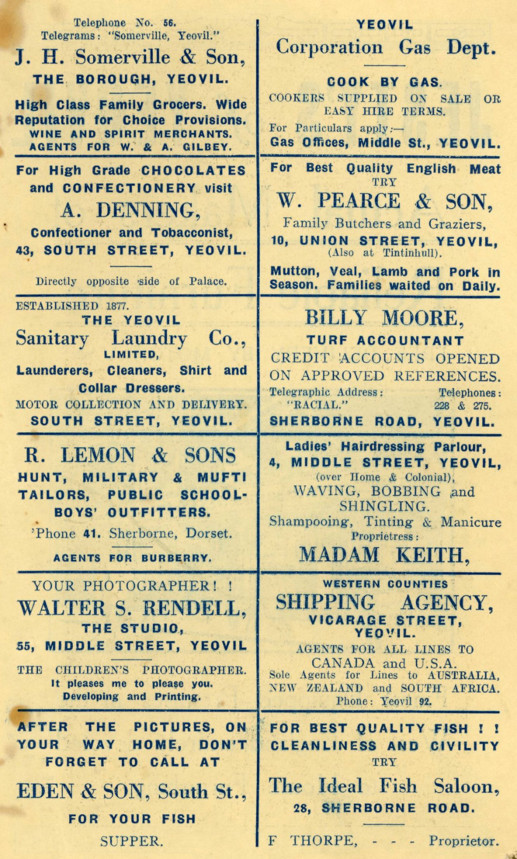 Telephone No. 56.
Telegrams: "Somerville, Yeovil."
J. H. Somerville & Son,
THE BOROUGH, YEOVIL.
High Class Family Grocers. Wide
Reputation for Choice Provisions.
WINE AND SPIRIT MERCHANTS.
AGENTS FOR W. & A. GILBEY.
For High Grade CHOCOLATES
and CONFECTIONERY visit
A. DENNING,
Confectioner and Tobacconist,
43, SOUTH STREET, YEOVIL.
Directly opposite side of Palace.
ESTABLISHED 1877.
THE YEOVIL
Sanitary Laundry Co.,
LIMITED,
Launderers, Cleaners, Shirt and
Collar Dressers.
MOTOR COLLECTION AND DELIVERY.
SOUTH STREET, YEOVIL.
R. LEMON & SONS
HUNT, MILITARY & MUFTI
TAILORS, PUBLIC SCHOOL-
BOYS' OUTFITTERS.
'Phone 41. Sherborne, Dorset.
AGENTS FOR BURBERRY.
YOUR PHOTOGRAPHER! !
WALTER S. RENDELL,
THE STUDIO,
55, MIDDLE STREET, YEOVIL
THE CHILDREN'S PHOTOGRAPHER.
It pleases me to please you.
Developing and Printing.
AFTER THE PICTURES, ON
YOUR WAY HOME, DON'T
FORGET TO CALL AT
EDEN & SON, South St.,
FOR YOUR FISH
SUPPER.
YEOVIL
Corporation Gas Dept.
COOK BY GAS.
COOKERS SUPPLIED ON SALE OR
EASY HIRE TERMS.
For Particulars apply:—
Gas Offices, Middle St., YEOVIL.
For Best Quality English Meat
TRY
W. PEARCE & SON,
Family Butchers and Graziers,
10, UNION STREET, YEOVIL,
(Also at Tintinhull).
Mutton, Veal, Lamb and Pork in
Season. Families waited on Daily.
BILLY MOORE,
TURF ACCOUNTANT
CREDIT ACCOUNTS OPENED
ON APPROVED REFERENCES.
Telegraphic Address: Telephones:
"RACIAL." 228 & 275.
SHERBORNE ROAD, YEOVIL.
Ladies' Hairdressing Parlour,
4, MIDDLE STREET, YEOVIL,
(over Home & Colonial),
WAVING, BOBBING and
SHINGLING.
Shampooing, Tinting & Manicure
Proprietress:
MADAM KEITH,
WESTERN COUNTIES
SHIPPING AGENCY,
VICARAGE STREET,
YEOVIL.
AGENTS FOR ALL LINES TO
CANADA and U.S.A.
Sole Agents for Lines to AUSTRALIA,
NEW ZEALAND and SOUTH AFRICA.
Phone: Yeovil 92.
FOR BEST QUALITY FISH ! !
CLEANLINESS AND CIVILITY
TRY
The Ideal Fish Saloon,
28, SHERBORNE ROAD.
F THORPE, - - - Proprietor.